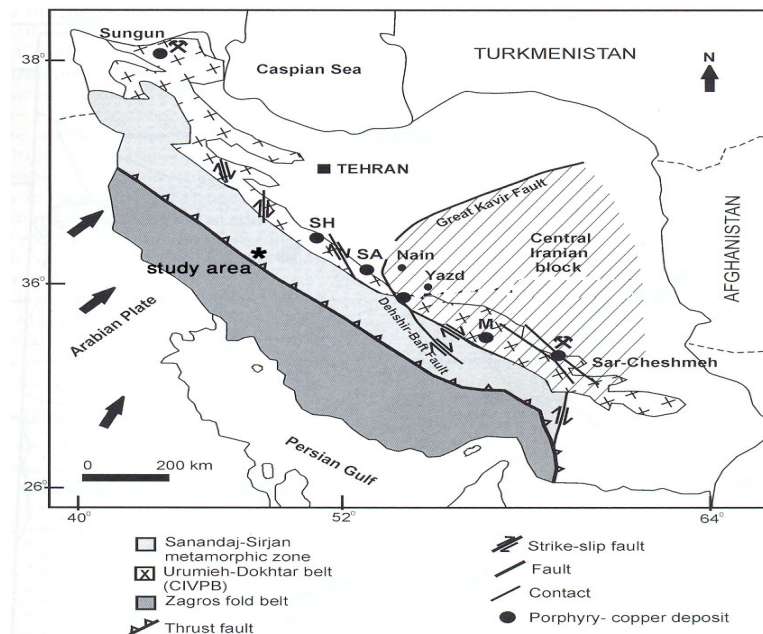 Sungun
38°
TURKMENISTAN
Caspian Sea
N
TEHRAN
Great Kavir Fault
AFGHANISTAN
SH
Central
Iranian
block
SA
Nain
study area
36°
Yazd
Arabian Plate
Dehshir-Baft Fault
M
Sar-Cheshmeh
Persian Gulf
0 200 km
26°
40° 52° 64°
Sanandaj-Sirjan
metamorphic zone
Urumieh-Dokhtar belt
(CIVPB)
Zagros fold belt
Thrust fault
Strike-slip fault
Fault
Contact
Porphyry- copper deposit